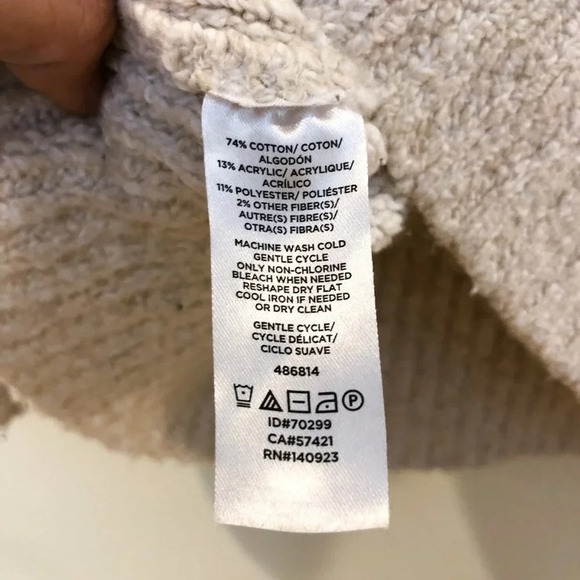 74% COTTON/ COTON/
ALGODÓN
13% ACRYLIC/ ACRYLIQUE/
ACRÍLICO
11% POLYESTER/ POLIÉSTER
2% OTHER FIBER(S)/
AUTRE(S) FIBRE(S)/
OTRA(S) FIBRA(S)
MACHINE WASH COLD
GENTLE CYCLE
ONLY NON-CHLORINE
BLEACH WHEN NEEDED
RESHAPE DRY FLAT
COOL IRON IF NEEDED
OR DRY CLEAN
GENTLE CYCLE/
CYCLE DÉLICAT/
CICLO SUAVE
486814
P
ID#70299
CA#57421
RN#140923